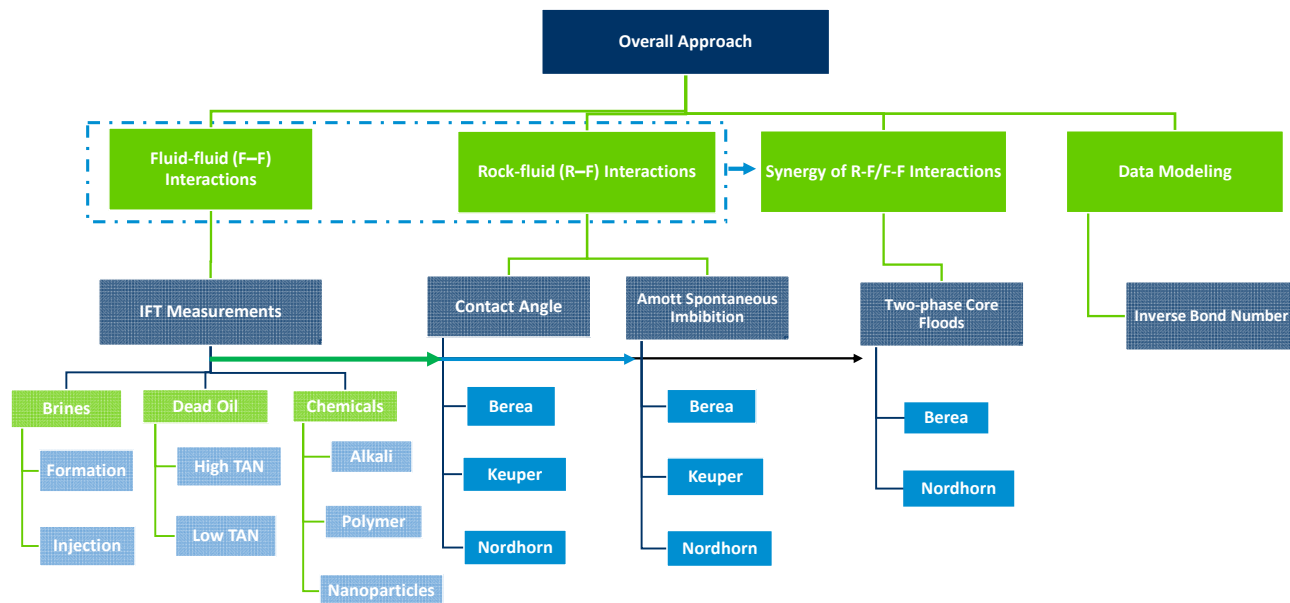 Overall Approach
Fluid-fluid (F–F)
Interactions
Rock-fluid (R–F) Interactions
Synergy of R-F/F-F Interactions
Data Modeling
IFT Measurements
Contact Angle
Amott Spontaneous
Imbibition
Two-phase Core
Floods
Inverse Bond Number
Brines
Formation
Injection
Dead Oil
High TAN
Low TAN
Chemicals
Alkali
Polymer
Nanoparticles
Berea
Keuper
Nordhorn
Berea
Keuper
Nordhorn
Berea
Nordhorn